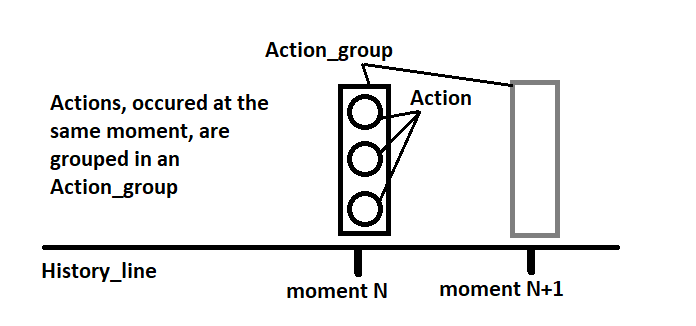 Action_group
Actions, occured at the
same moment, are
grouped in an
Action_group
Action
History_line
moment N
moment N+1